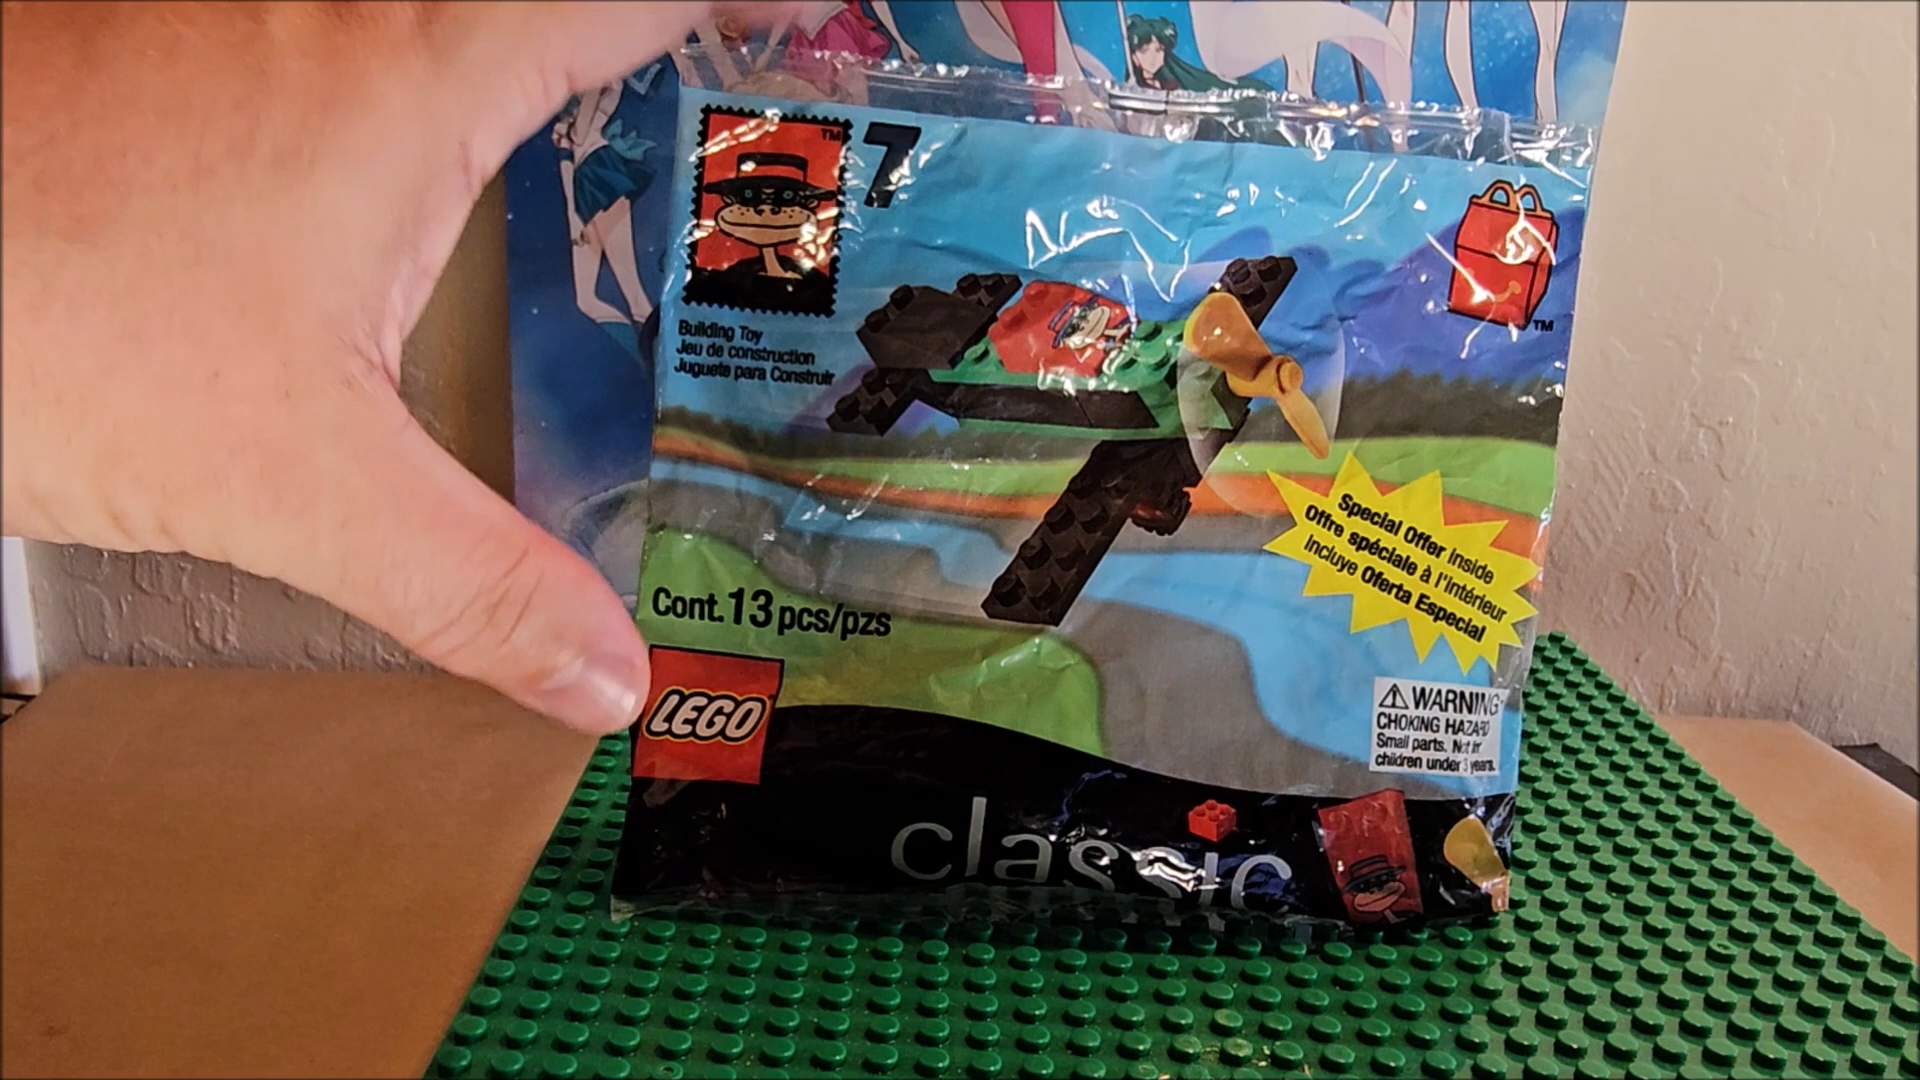 TM
7
Building Toy
Jeu de construction
Juguete para Construir
TM
Special Offer Inside
Offre spéciale à l'intérieur
Incluye Oferta Especial
Cont. 13 pcs/pzs
LEGO
⚠ WARNING:
CHOKING HAZARD
Small parts. Not for
children under 3 years.
classic